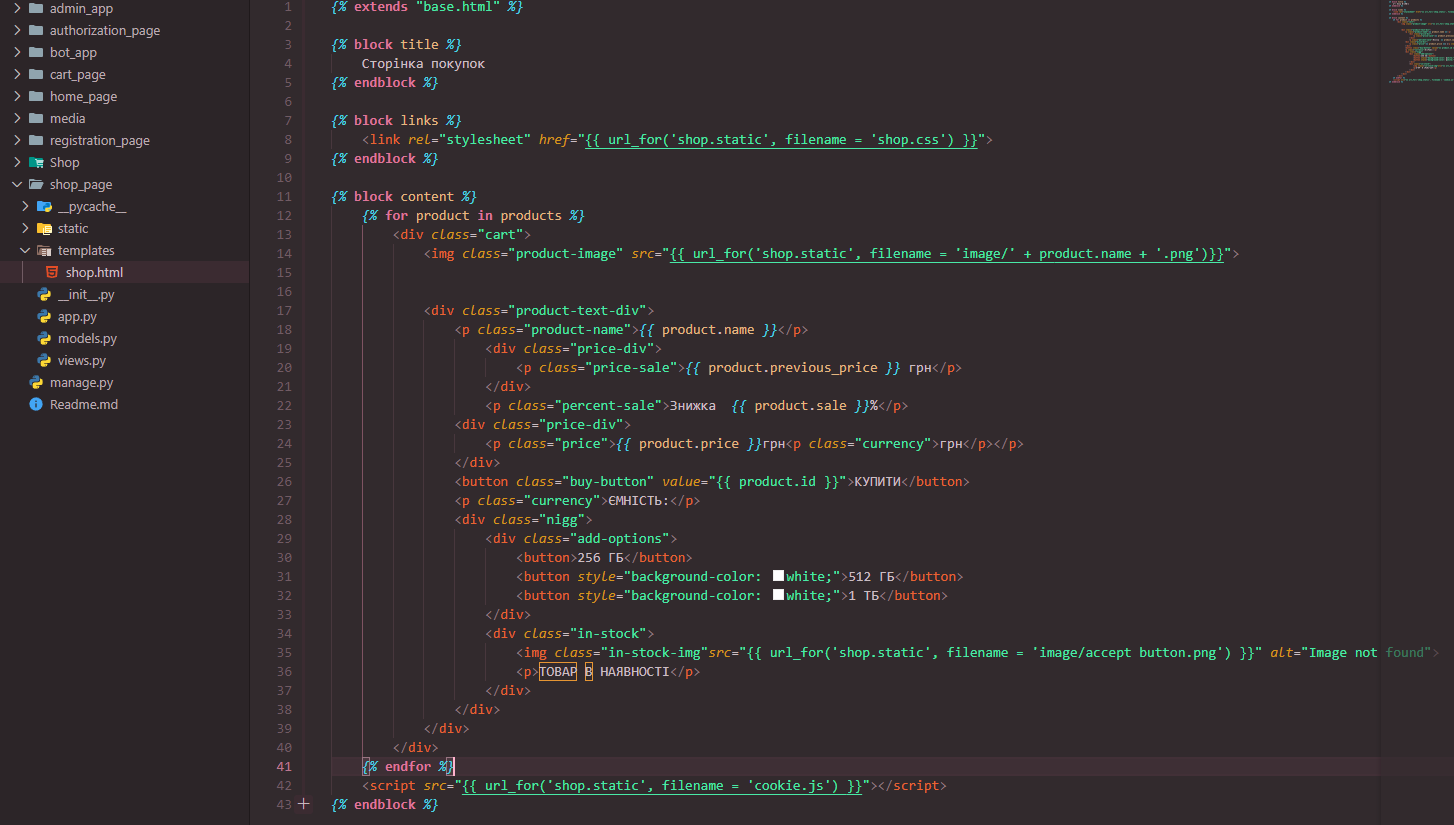 admin_app
authorization_page
bot_app
cart_page
home_page
media
registration_page
Shop
shop_page
__pycache__
static
templates
shop.html
__init__.py
app.py
models.py
views.py
manage.py
Readme.md
1 {% extends "base.html" %}
2
3 {% block title %}
4 Сторінка покупок
5 {% endblock %}
6
7 {% block links %}
8 <link rel="stylesheet" href="{{ url_for('shop.static', filename = 'shop.css') }}">
9 {% endblock %}
10
11 {% block content %}
12 {% for product in products %}
13 <div class="cart">
14 <img class="product-image" src="{{ url_for('shop.static', filename = 'image/' + product.name + '.png')}}">
15
16
17 <div class="product-text-div">
18 <p class="product-name">{{ product.name }}</p>
19 <div class="price-div">
20 <p class="price-sale">{{ product.previous_price }} грн</p>
21 </div>
22 <p class="percent-sale">Знижка  {{ product.sale }}%</p>
23 <div class="price-div">
24 <p class="price">{{ product.price }}грн<p class="currency">грн</p></p>
25 </div>
26 <button class="buy-button" value="{{ product.id }}">КУПИТИ</button>
27 <p class="currency">ЄМНІСТЬ:</p>
28 <div class="nigg">
29 <div class="add-options">
30 <button>256 ГБ</button>
31 <button style="background-color: white;">512 ГБ</button>
32 <button style="background-color: white;">1 ТБ</button>
33 </div>
34 <div class="in-stock">
35 <img class="in-stock-img"src="{{ url_for('shop.static', filename = 'image/accept button.png') }}" alt="Image not found">
36 <p>ТОВАР В НАЯВНОСТІ</p>
37 </div>
38 </div>
39 </div>
40 </div>
41 {% endfor %}
42 <script src="{{ url_for('shop.static', filename = 'cookie.js') }}"></script>
43 {% endblock %}